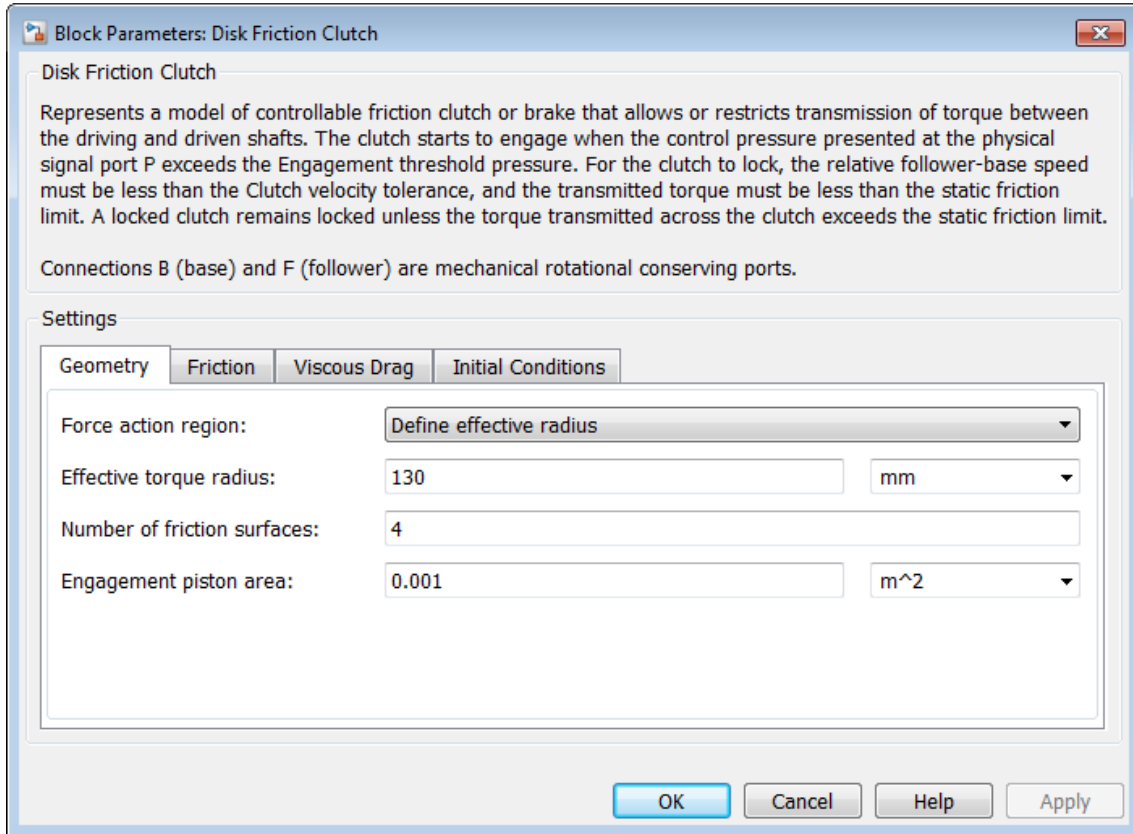 Block Parameters: Disk Friction Clutch
Disk Friction Clutch
Represents a model of controllable friction clutch or brake that allows or restricts transmission of torque between
the driving and driven shafts. The clutch starts to engage when the control pressure presented at the physical
signal port P exceeds the Engagement threshold pressure. For the clutch to lock, the relative follower-base speed
must be less than the Clutch velocity tolerance, and the transmitted torque must be less than the static friction
limit. A locked clutch remains locked unless the torque transmitted across the clutch exceeds the static friction limit.
Connections B (base) and F (follower) are mechanical rotational conserving ports.
Settings
Geometry Friction Viscous Drag Initial Conditions
Force action region: Define effective radius
Effective torque radius: 130 mm
Number of friction surfaces: 4
Engagement piston area: 0.001 m^2
OK Cancel Help Apply